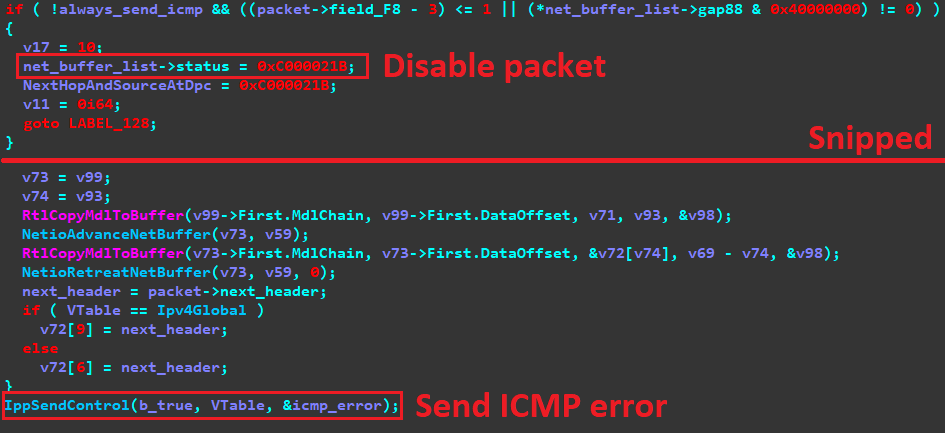 if ( !always_send_icmp && ((packet->field_F8 - 3) <= 1 || (*net_buffer_list->gap88 & 0x40000000) != 0) )
{
v17 = 10;
net_buffer_list->status = 0xC000021B; Disable packet
NextHopAndSourceAtDpc = 0xC000021B;
v11 = 0i64;
goto LABEL_128;
}
Snipped
v73 = v99;
v74 = v93;
RtlCopyMdlToBuffer(v99->First.MdlChain, v99->First.DataOffset, v71, v93, &v98);
NetioAdvanceNetBuffer(v73, v59);
RtlCopyMdlToBuffer(v73->First.MdlChain, v73->First.DataOffset, &v72[v74], v69 - v74, &v98);
NetioRetreatNetBuffer(v73, v59, 0);
next_header = packet->next_header;
if ( VTable == Ipv4Global )
v72[9] = next_header;
else
v72[6] = next_header;
}
IppSendControl(b_true, VTable, &icmp_error); Send ICMP error